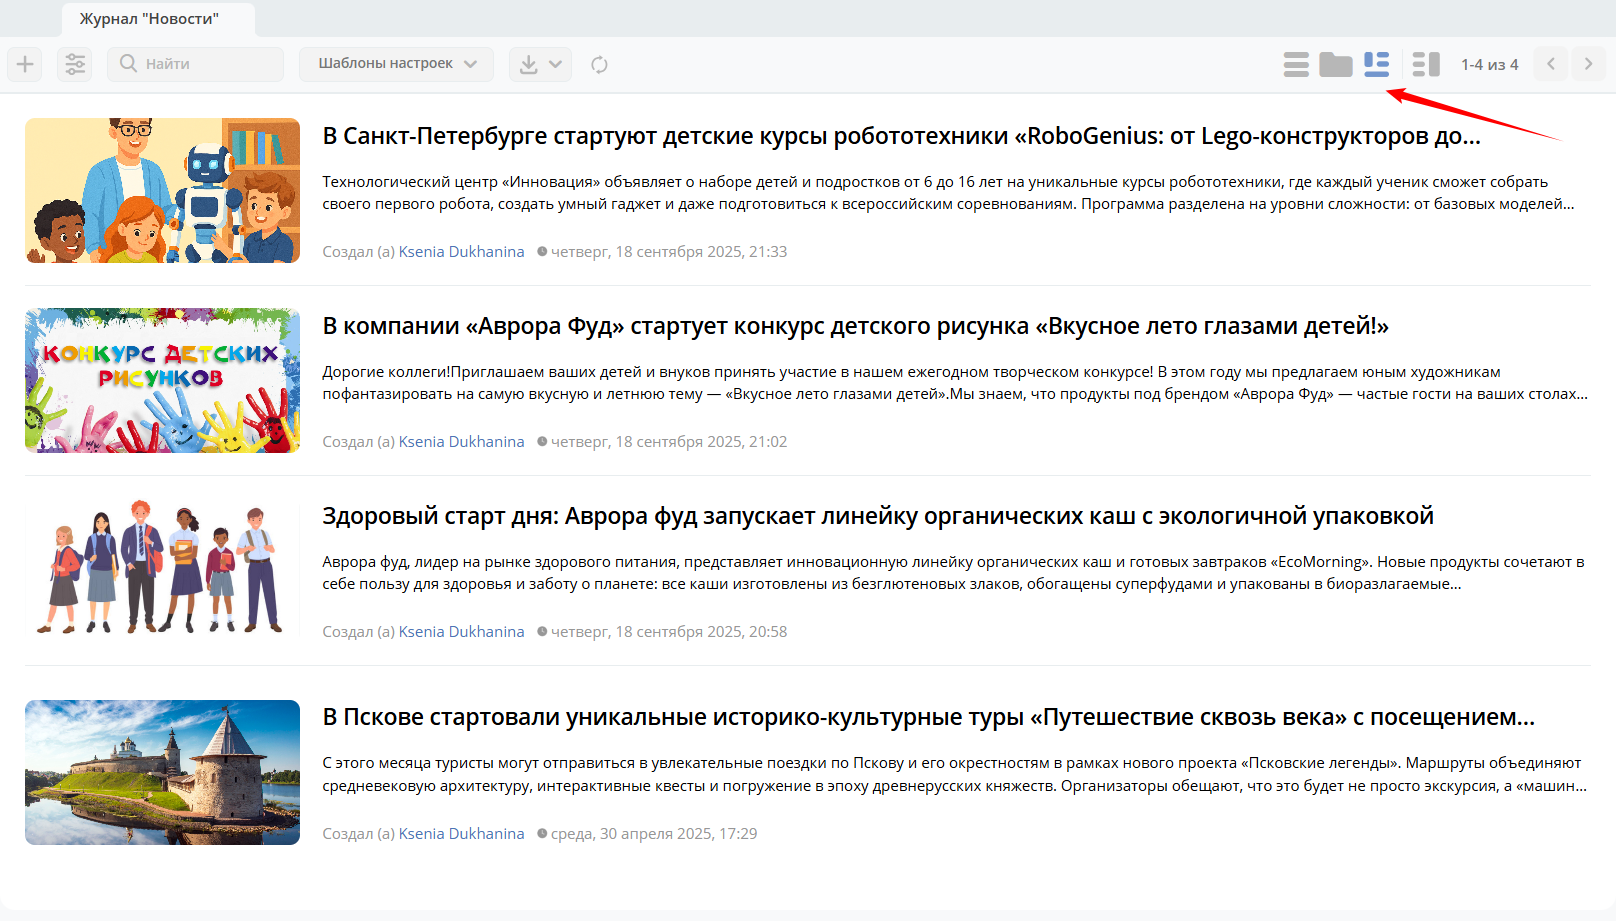 Журнал "Новости"
Найти
Шаблоны настроек
1-4 из 4
В Санкт-Петербурге стартуют детские курсы робототехники «RoboGenius: от Lego-конструкторов до...
Технологический центр «Инновация» объявляет о наборе детей и подростков от 6 до 16 лет на уникальные курсы робототехники, где каждый ученик сможет собрать
своего первого робота, создать умный гаджет и даже подготовиться к всероссийским соревнованиям. Программа разделена на уровни сложности: от базовых моделей...
Создал (а) Ksenia Dukhanina четверг, 18 сентября 2025, 21:33
КОНКУРС ДЕТСКИХ
РИСУНКОВ
В компании «Аврора Фуд» стартует конкурс детского рисунка «Вкусное лето глазами детей!»
Дорогие коллеги!Приглашаем ваших детей и внуков принять участие в нашем ежегодном творческом конкурсе! В этом году мы предлагаем юным художникам
пофантазировать на самую вкусную и летнюю тему — «Вкусное лето глазами детей».Мы знаем, что продукты под брендом «Аврора Фуд» — частые гости на ваших столах...
Создал (а) Ksenia Dukhanina четверг, 18 сентября 2025, 21:02
Здоровый старт дня: Аврора фуд запускает линейку органических каш с экологичной упаковкой
Аврора фуд, лидер на рынке здорового питания, представляет инновационную линейку органических каш и готовых завтраков «EcoMorning». Новые продукты сочетают в
себе пользу для здоровья и заботу о планете: все каши изготовлены из безглютеновых злаков, обогащены суперфудами и упакованы в биоразлагаемые...
Создал (а) Ksenia Dukhanina четверг, 18 сентября 2025, 20:58
В Пскове стартовали уникальные историко-культурные туры «Путешествие сквозь века» с посещением...
С этого месяца туристы могут отправиться в увлекательные поездки по Пскову и его окрестностям в рамках нового проекта «Псковские легенды». Маршруты объединяют
средневековую архитектуру, интерактивные квесты и погружение в эпоху древнерусских княжеств. Организаторы обещают, что это будет не просто экскурсия, а «машин...
Создал (а) Ksenia Dukhanina среда, 30 апреля 2025, 17:29